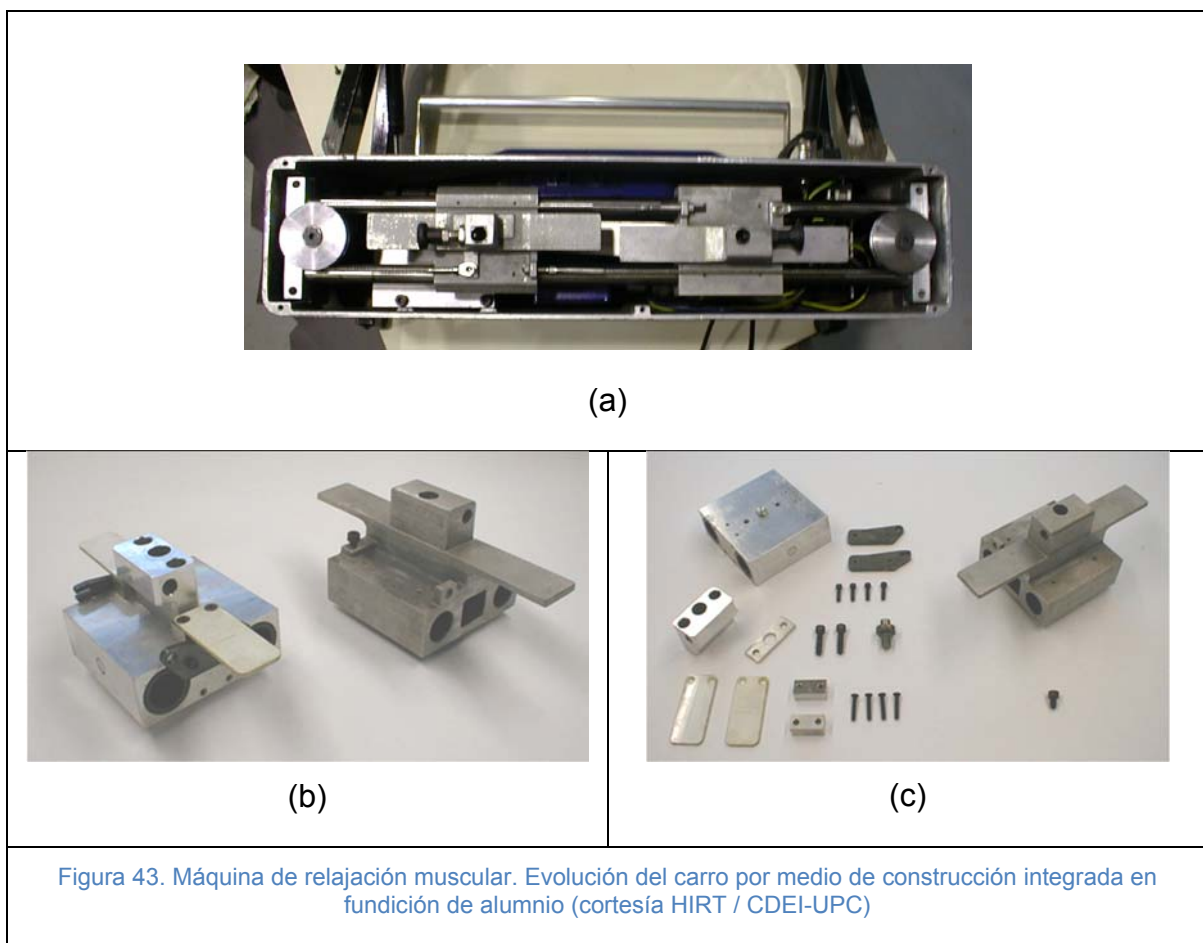 (a)
(b)
(c)
Figura 43. Máquina de relajación muscular. Evolución del carro por medio de construcción integrada en
fundición de alumnio (cortesía HIRT / CDEI-UPC)